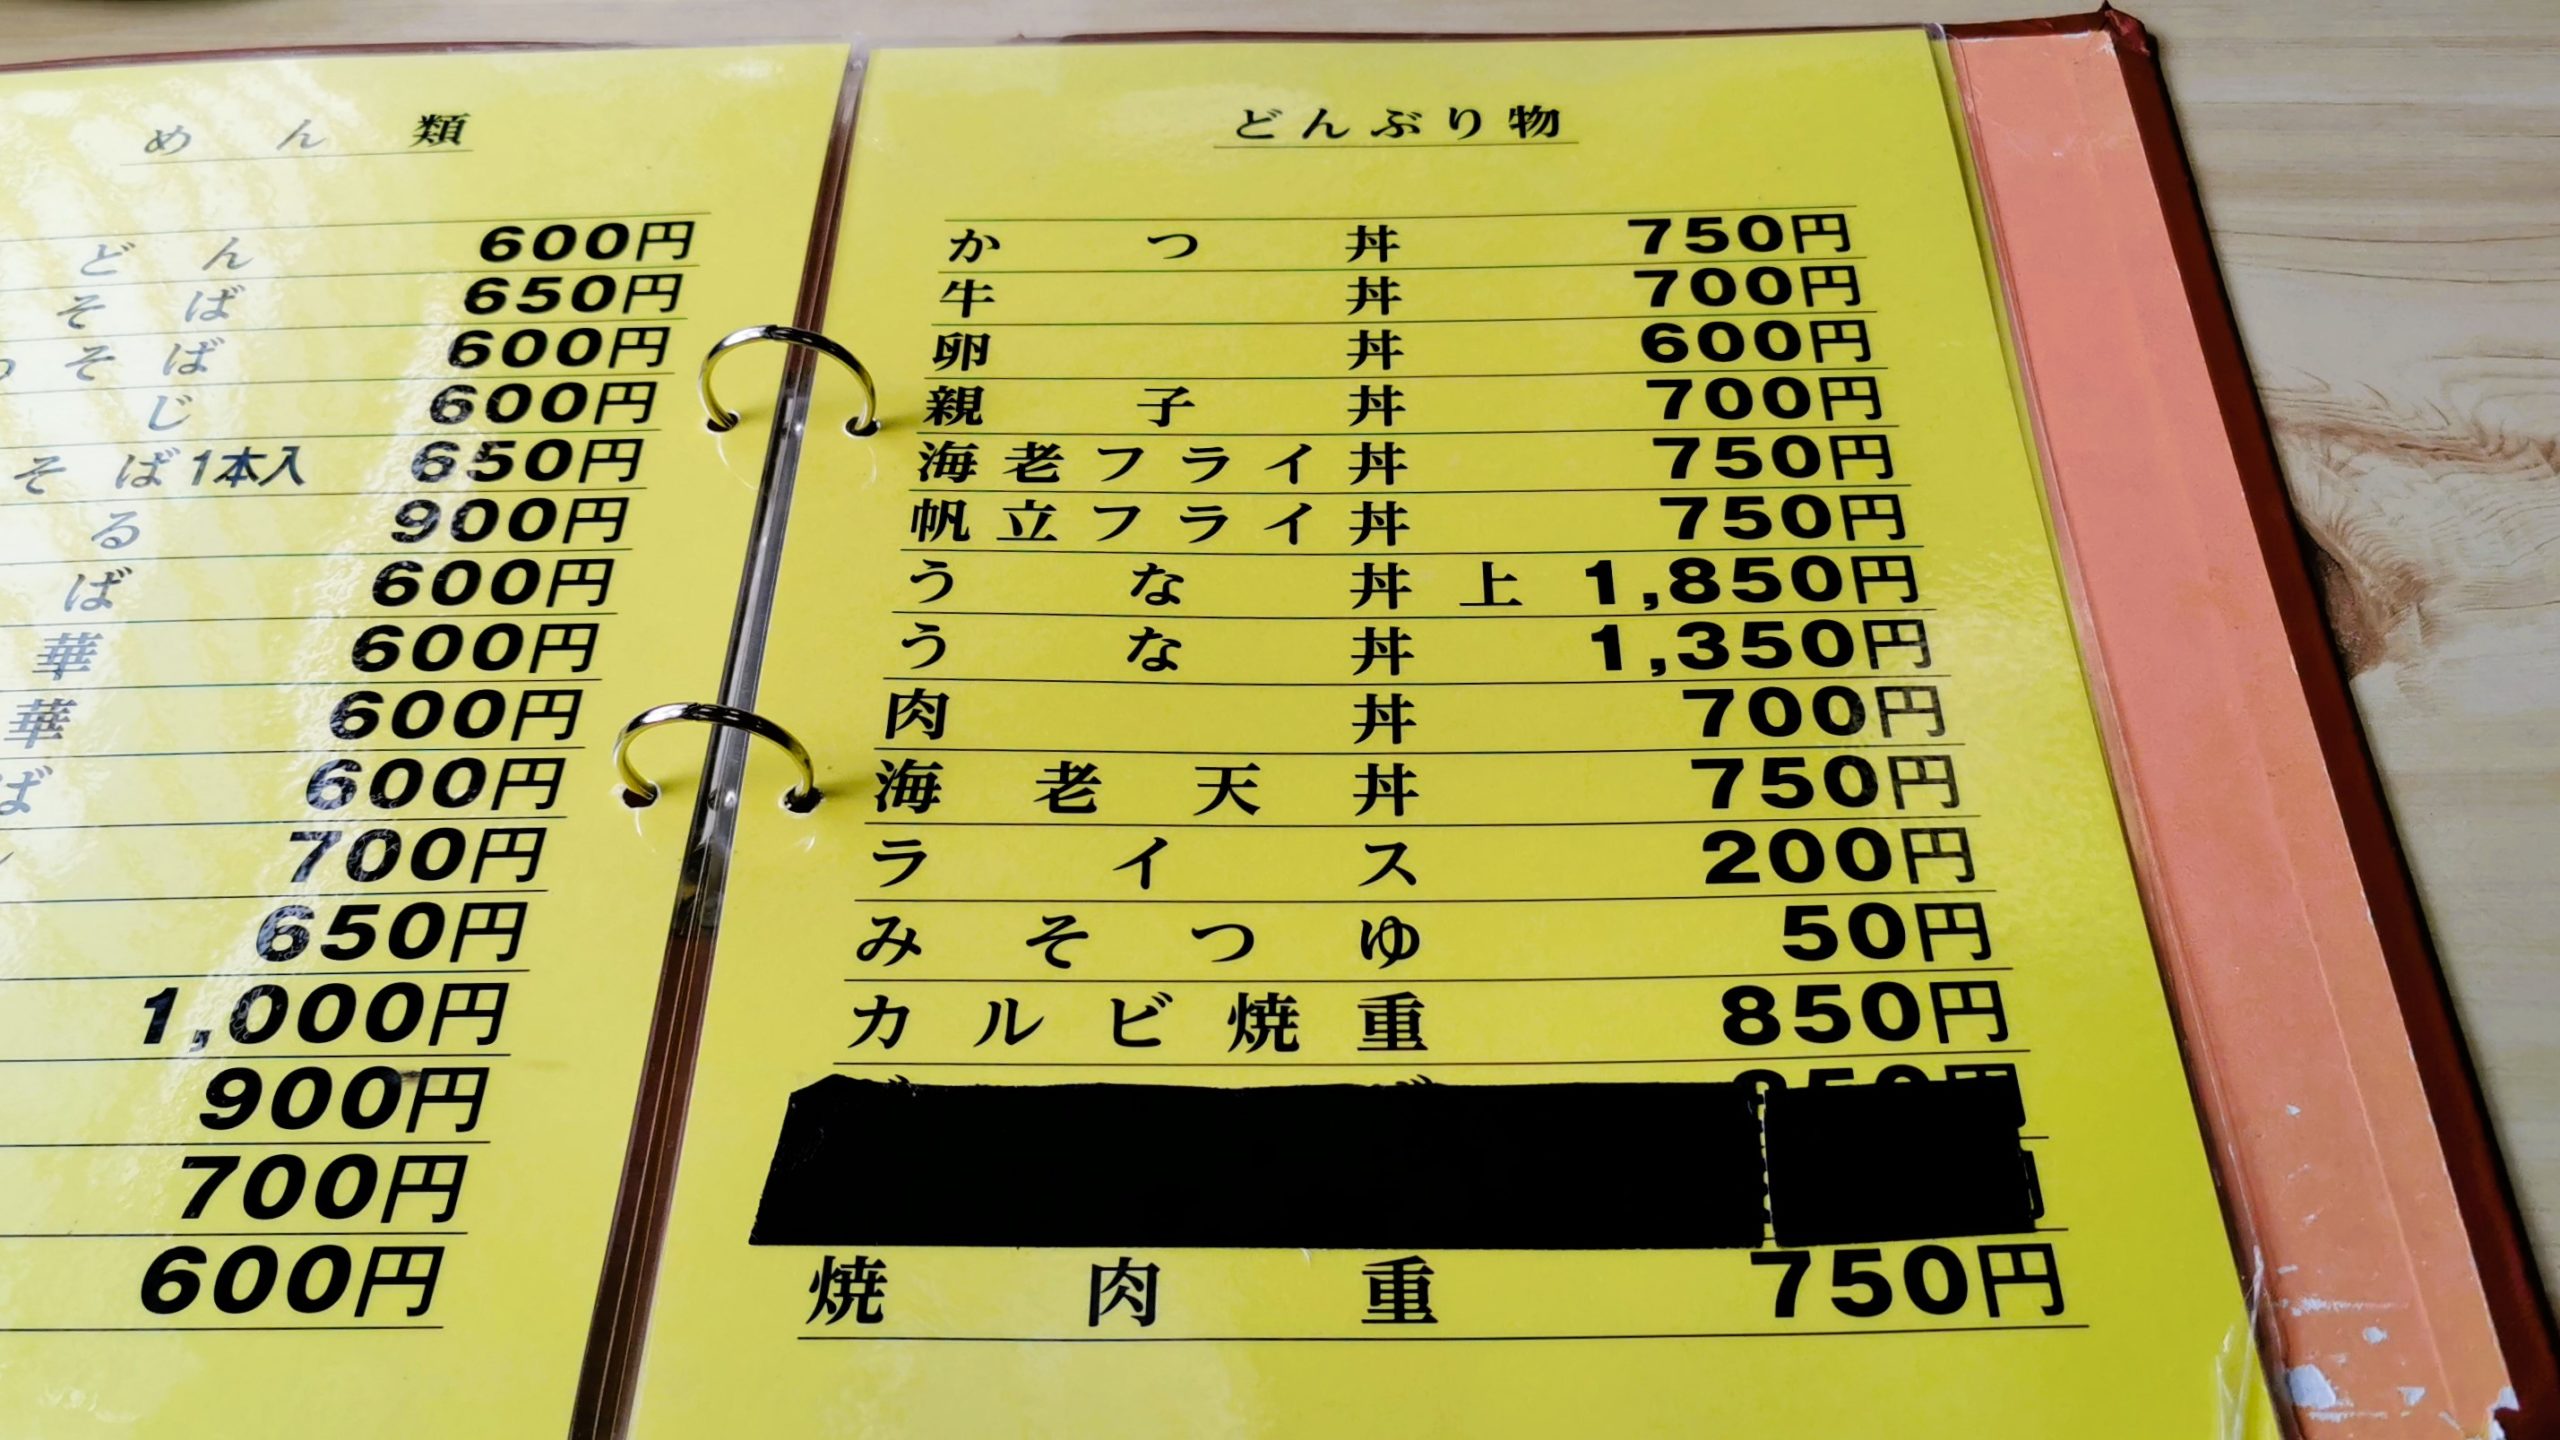 めん類
どん 600円
そば 650円
そば 600円
じ 600円
そば1本入 650円
る 900円
ば 600円
華 600円
華 600円
ば 600円
700円
650円
1,000円
900円
700円
600円
どんぶり物
かつ丼 750円
牛丼 700円
卵丼 600円
親子丼 700円
海老フライ丼 750円
帆立フライ丼 750円
うな丼 上 1,850円
うな丼 1,350円
肉丼 700円
海老天丼 750円
ライス 200円
みそつゆ 50円
カルビ焼重 850円
焼肉重 750円